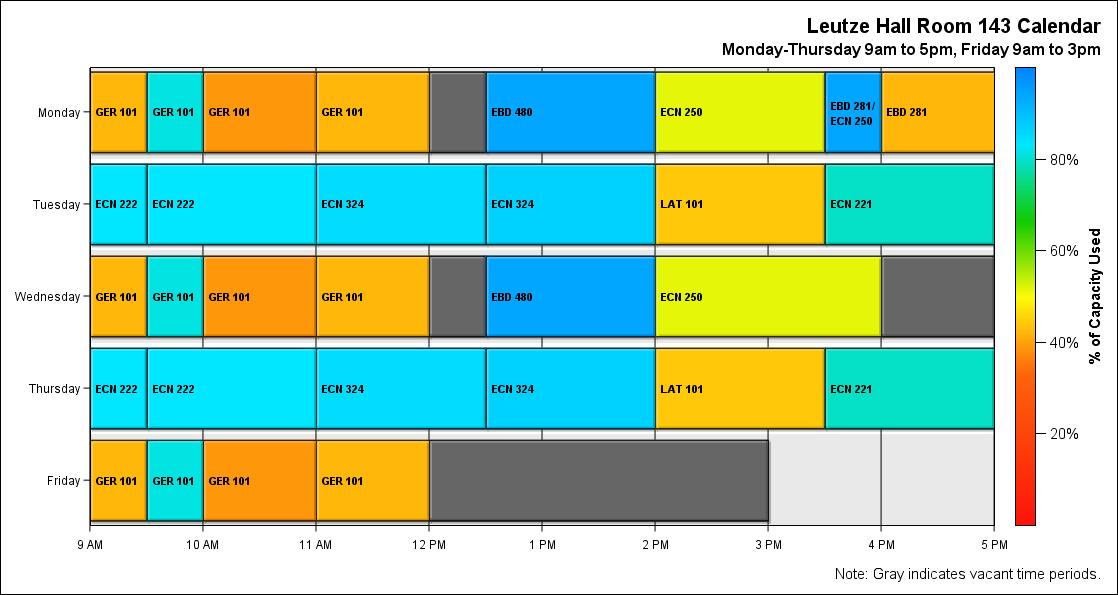 Leutze Hall Room 143 Calendar
Monday-Thursday 9am to 5pm, Friday 9am to 3pm
Monday
GER 101
GER 101
GER 101
GER 101
EBD 480
ECN 250
EBD 281/
ECN 250
EBD 281
Tuesday
ECN 222
ECN 222
ECN 324
ECN 324
LAT 101
ECN 221
Wednesday
GER 101
GER 101
GER 101
GER 101
EBD 480
ECN 250
Thursday
ECN 222
ECN 222
ECN 324
ECN 324
LAT 101
ECN 221
Friday
GER 101
GER 101
GER 101
GER 101
9 AM
10 AM
11 AM
12 PM
1 PM
2 PM
3 PM
4 PM
5 PM
80%
60%
40%
20%
% of Capacity Used
Note: Gray indicates vacant time periods.